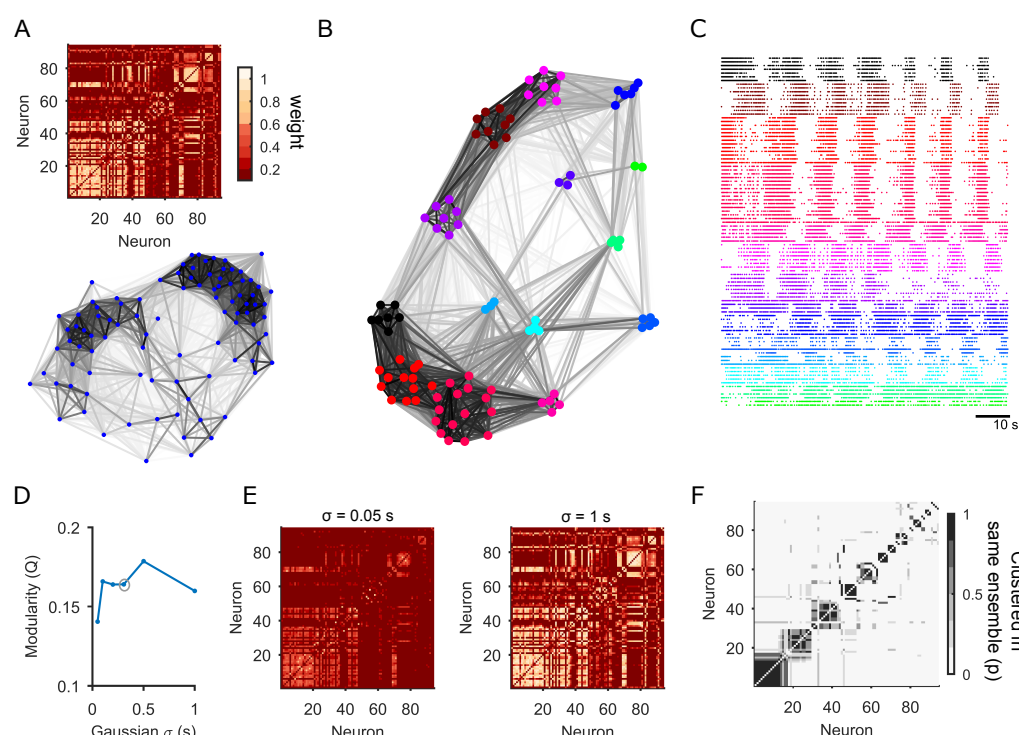 A
B
C
80
60
40
20
Neuron
20 40 60 80
Neuron
1
0.8
0.6
0.4
0.2
weight
10 s
D
E
F
0.2
0.15
0.1
Modularity (Q)
0 0.5 1
Gaussian σ (s)
σ = 0.05 s
80
60
40
20
Neuron
20 40 60 80
Neuron
σ = 1 s
80
60
40
20
Neuron
20 40 60 80
Neuron
80
60
40
20
Neuron
20 40 60 80
Neuron
1
0.5
0
same ensemble (p)